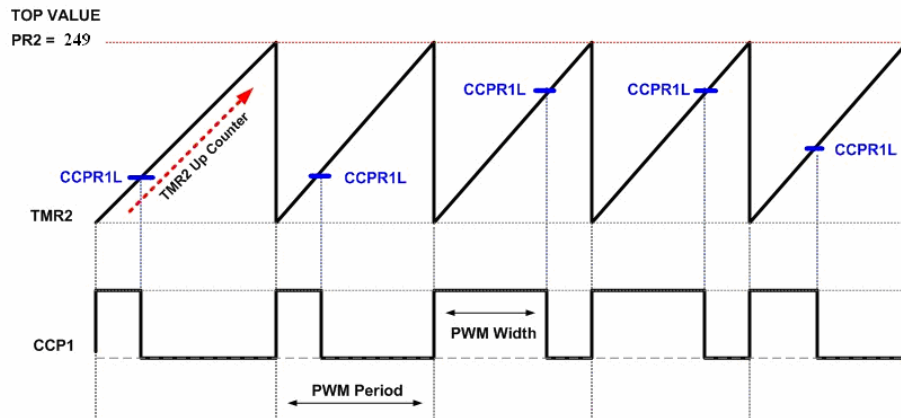 TOP VALUE
PR2 = 249
CCPR1L
TMR2 Up Counter
CCPR1L
CCPR1L
CCPR1L
CCPR1L
TMR2
PWM Width
CCP1
PWM Period